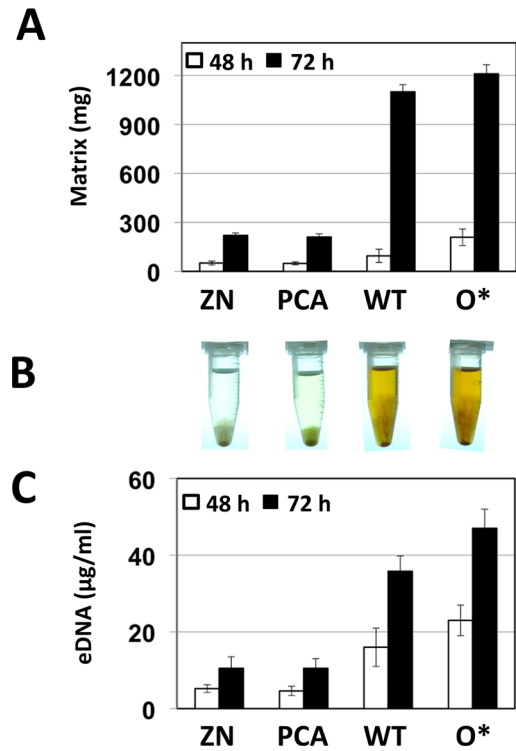 A
48 h 72 h
1200
900
600
300
0
Matrix (mg)
ZN PCA WT O*
B
C
48 h 72 h
60
40
20
0
eDNA (μg/ml)
ZN PCA WT O*